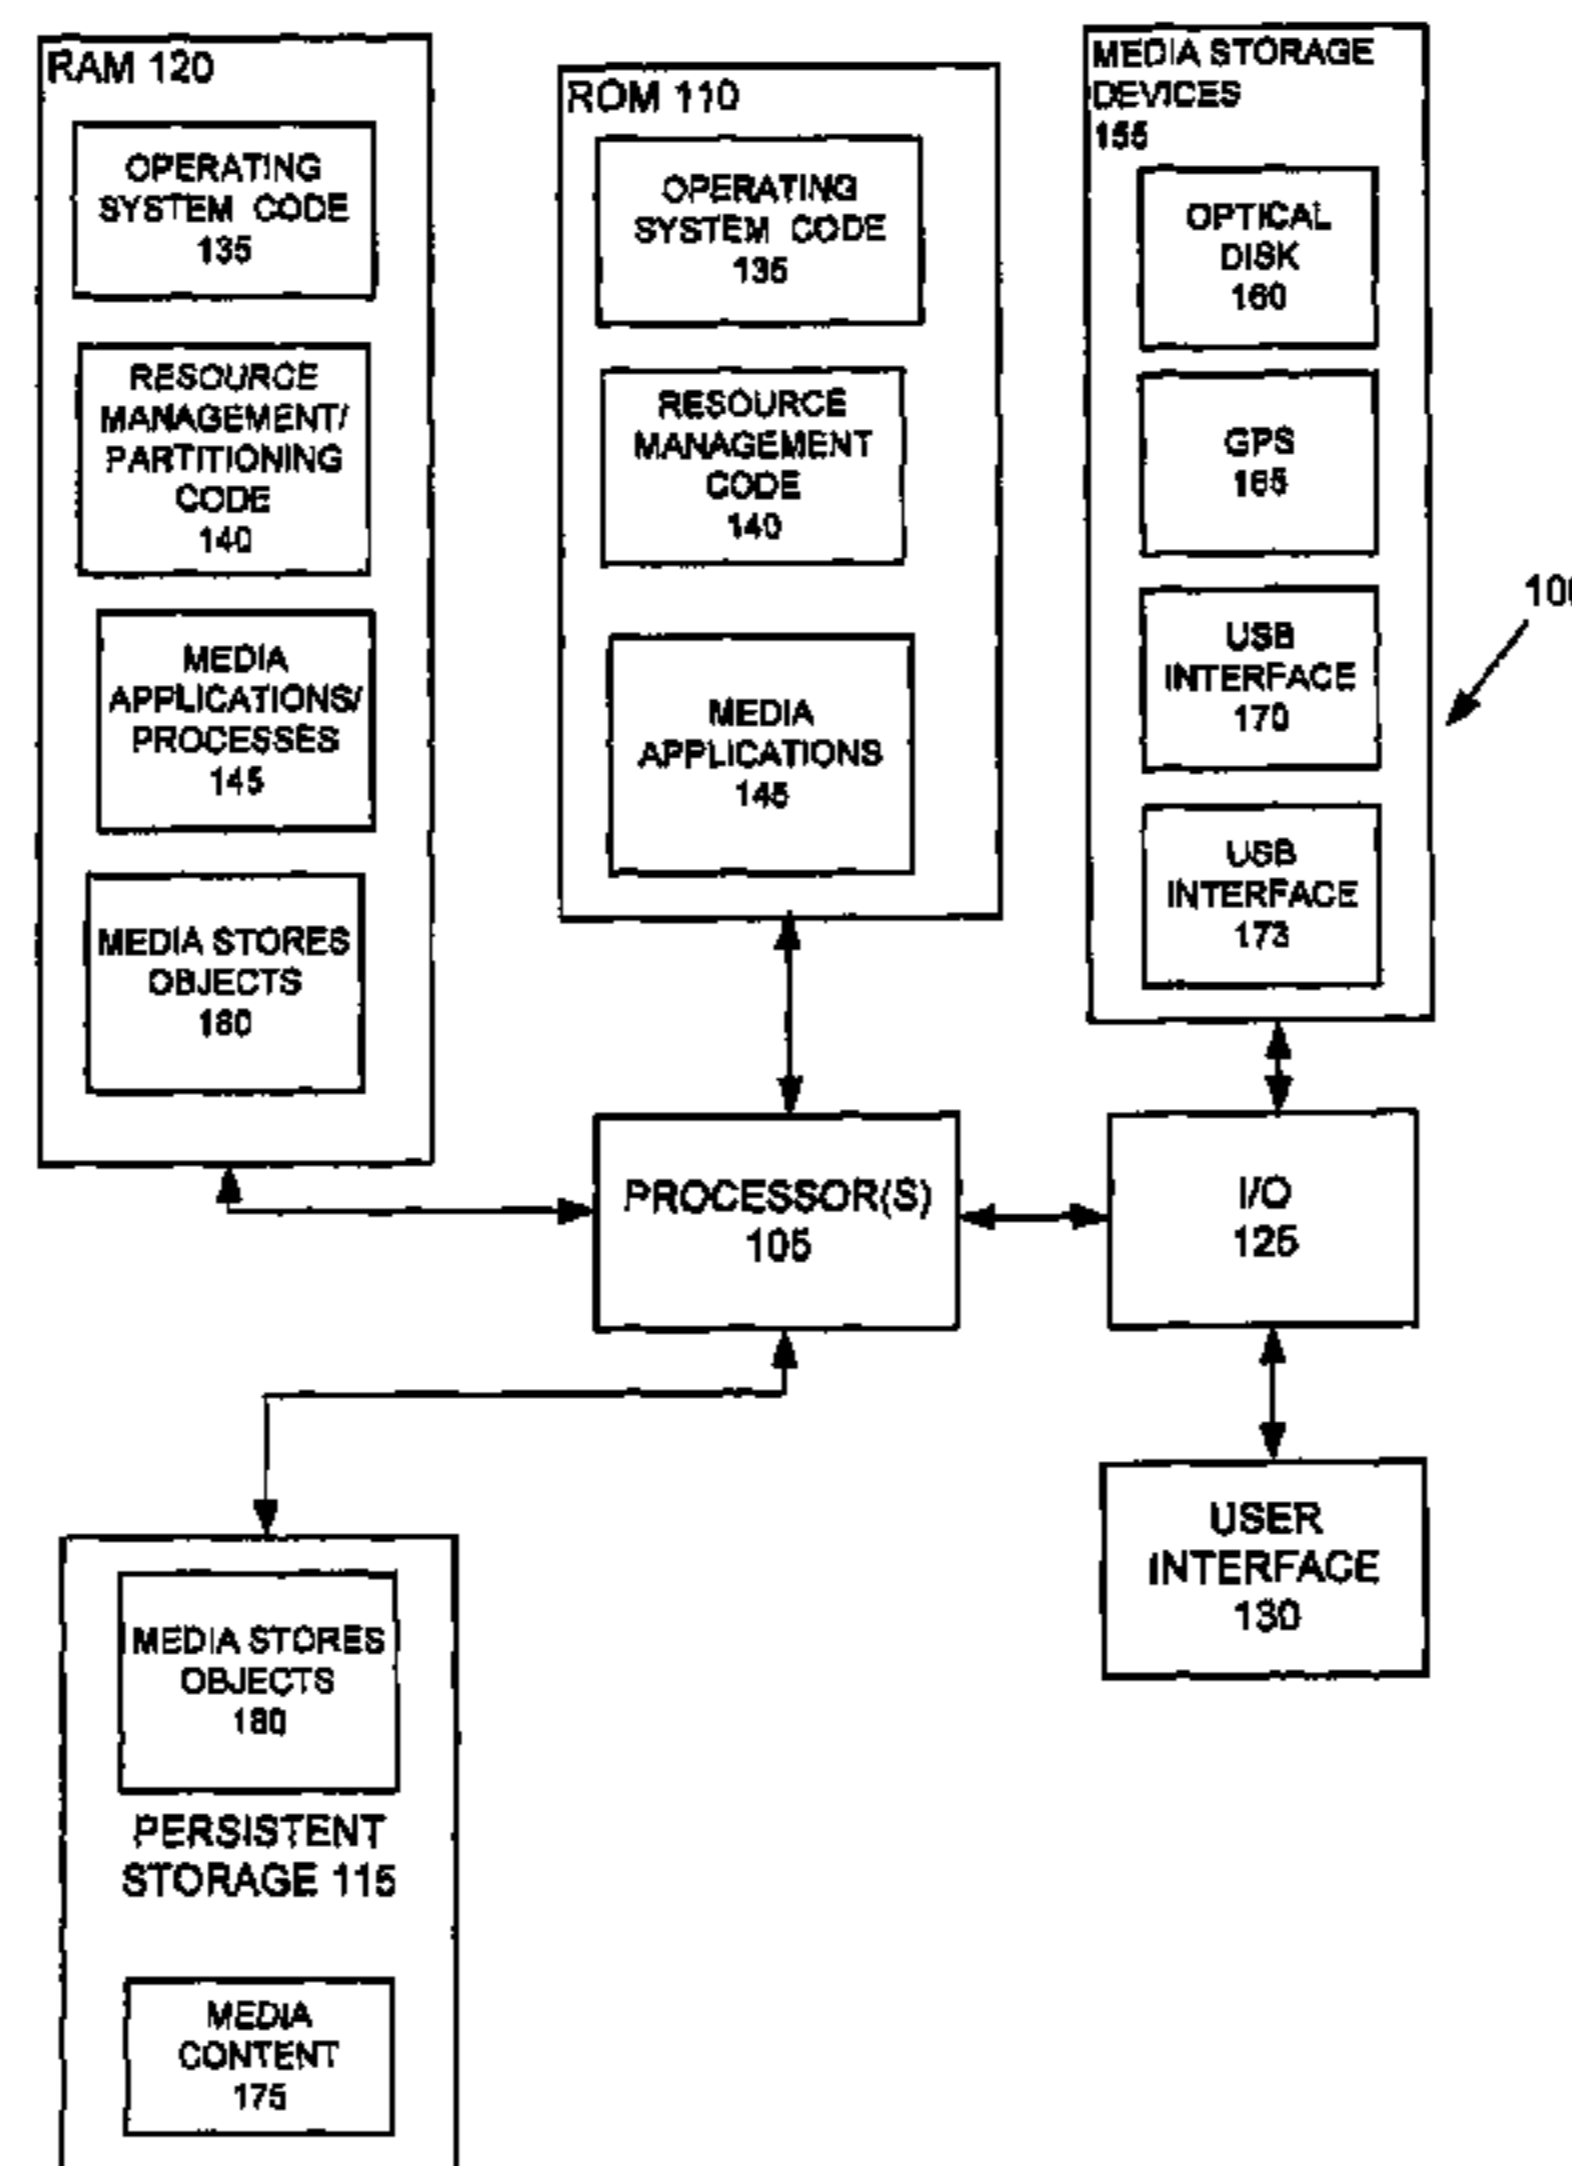 RAM 120
OPERATING
SYSTEM CODE
135
RESOURCE
MANAGEMENT/
PARTITIONING
CODE
140
MEDIA
APPLICATIONS/
PROCESSES
145
MEDIA STORES
OBJECTS
180
ROM 110
OPERATING
SYSTEM CODE
135
RESOURCE
MANAGEMENT
CODE
140
MEDIA
APPLICATIONS
145
MEDIA STORAGE
DEVICES
155
OPTICAL
DISK
160
GPS
165
USB
INTERFACE
170
USB
INTERFACE
173
100
PROCESSOR(S)
105
I/O
125
USER
INTERFACE
130
MEDIA STORES
OBJECTS
180
PERSISTENT
STORAGE 115
MEDIA
CONTENT
175